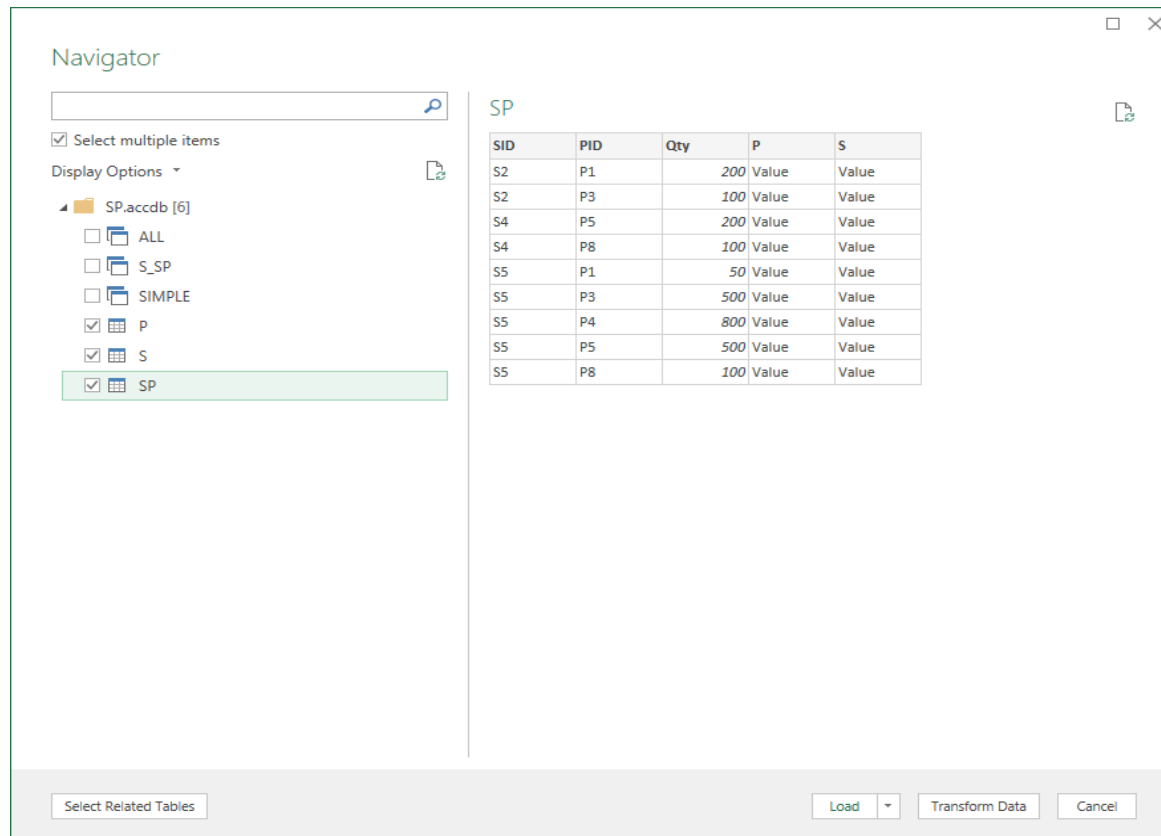 Navigator
Select multiple items
Display Options
SP.accdb [6]
ALL
S_SP
SIMPLE
P
S
SP
SP
SID PID Qty P S
S2 P1 200 Value Value
S2 P3 100 Value Value
S4 P5 200 Value Value
S4 P8 100 Value Value
S5 P1 50 Value Value
S5 P3 500 Value Value
S5 P4 800 Value Value
S5 P5 500 Value Value
S5 P8 100 Value Value
Select Related Tables
Load Transform Data Cancel